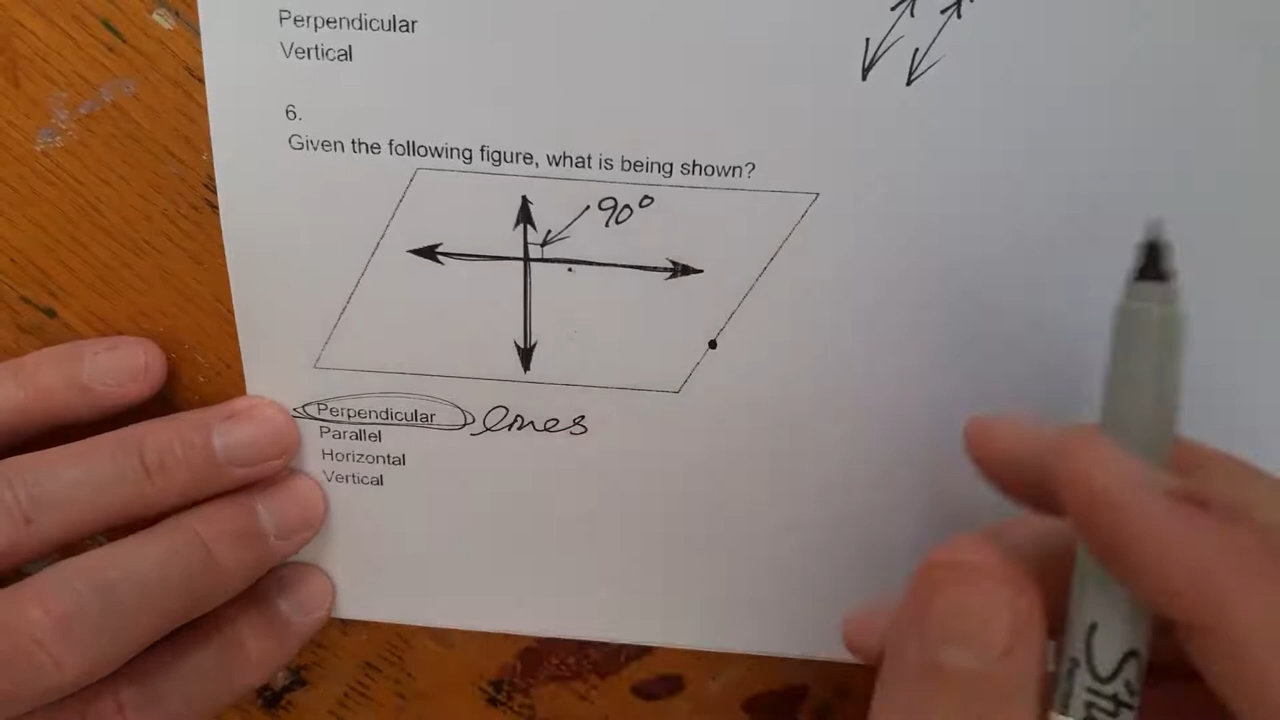 Perpendicular
Vertical
6.
Given the following figure, what is being shown?
90°
Perpendicular lines
Parallel
Horizontal
Vertical